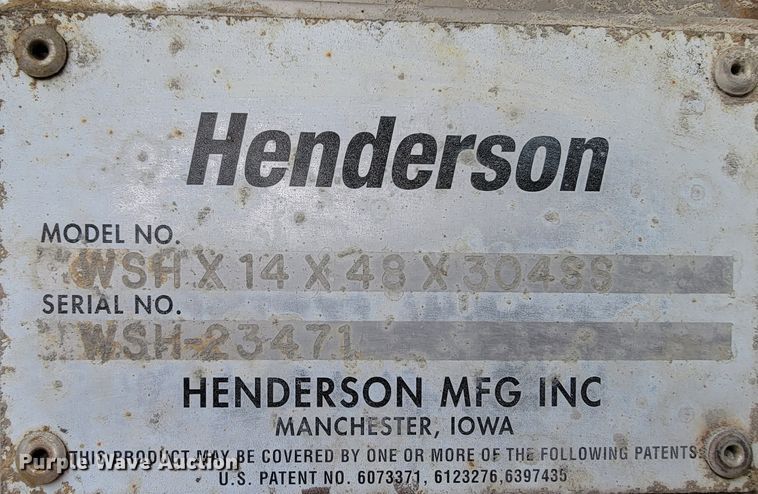 Henderson
MODEL NO.
WSH X 14 X 48 X 304SS
SERIAL NO.
WSH-23471
HENDERSON MFG INC
MANCHESTER, IOWA
THIS PRODUCT MAY BE COVERED BY ONE OR MORE OF THE FOLLOWING PATENTS:
Purple Wave Auction
U.S. PATENT NO. 6073371, 6123276,6397435